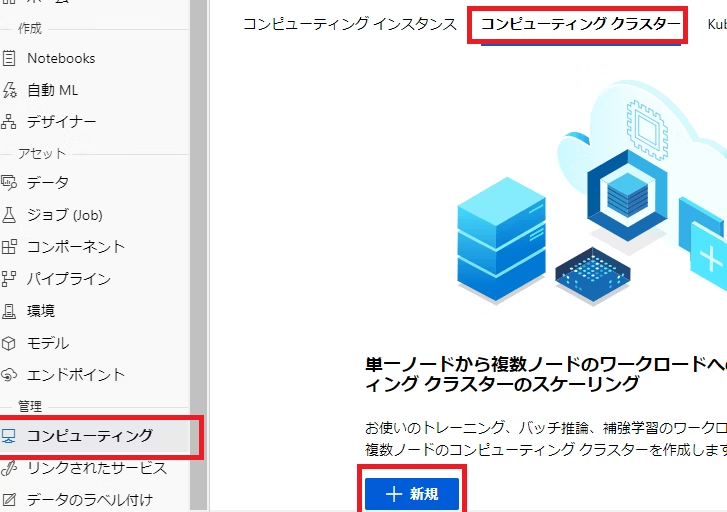 ホーム
作成
Notebooks
自動 ML
デザイナー
アセット
データ
ジョブ (Job)
コンポーネント
パイプライン
環境
モデル
エンドポイント
管理
コンピューティング
リンクされたサービス
データのラベル付け
コンピューティング インスタンス
コンピューティング クラスター
Kub
単一ノードから複数ノードのワークロードへの
ィング クラスターのスケーリング
お使いのトレーニング、バッチ推論、補強学習のワークロ
複数ノードのコンピューティング クラスターを作成します
新規